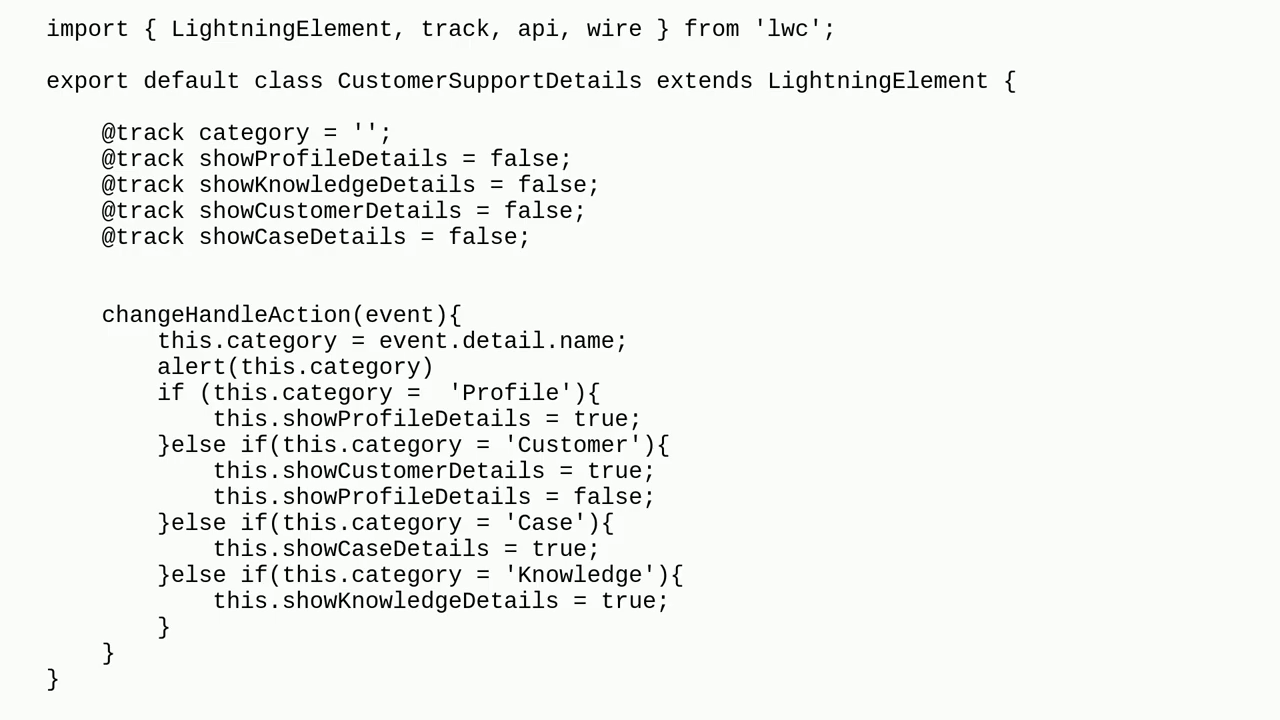 import { LightningElement, track, api, wire } from 'lwc';
export default class CustomerSupportDetails extends LightningElement {
@track category = '';
@track showProfileDetails = false;
@track showKnowledgeDetails = false;
@track showCustomerDetails = false;
@track showCaseDetails = false;
changeHandleAction(event){
this.category = event.detail.name;
alert(this.category)
if (this.category =  'Profile'){
this.showProfileDetails = true;
}else if(this.category = 'Customer'){
this.showCustomerDetails = true;
this.showProfileDetails = false;
}else if(this.category = 'Case'){
this.showCaseDetails = true;
}else if(this.category = 'Knowledge'){
this.showKnowledgeDetails = true;
}
}
}